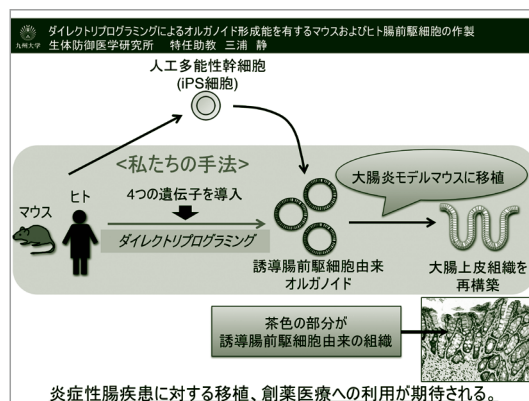 ダイレクトリプログラミングによるオルガノイド形成能を有するマウスおよびヒト腸前駆細胞の作製
九州大学
生体防御医学研究所　特任助教 三浦 静
人工多能性幹細胞
(iPS細胞)
<私たちの手法>
4つの遺伝子を導入
大腸炎モデルマウスに移植
マウス
ヒト
ダイレクトリプログラミング
誘導腸前駆細胞由来
オルガノイド
大腸上皮組織を
再構築
茶色の部分が
誘導腸前駆細胞由来の組織
炎症性腸疾患に対する移植、創薬医療への利用が期待される。